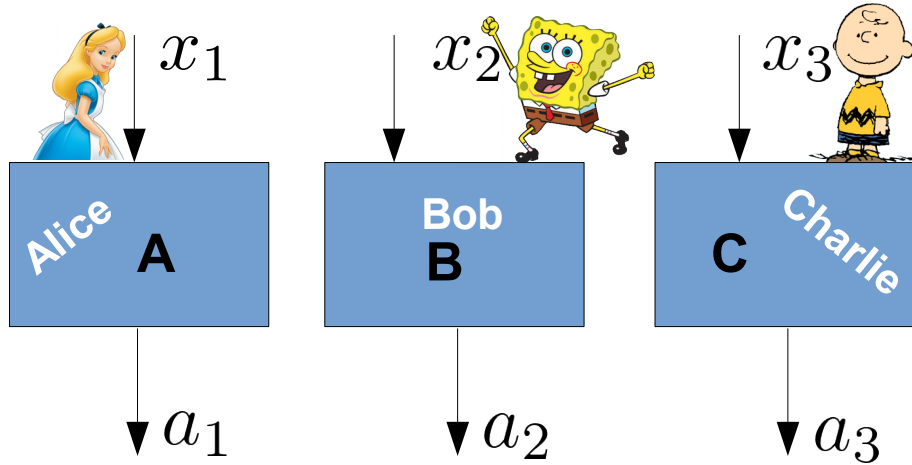 x₁ x₂ x₃
Alice Bob Charlie
A B C
a₁ a₂ a₃